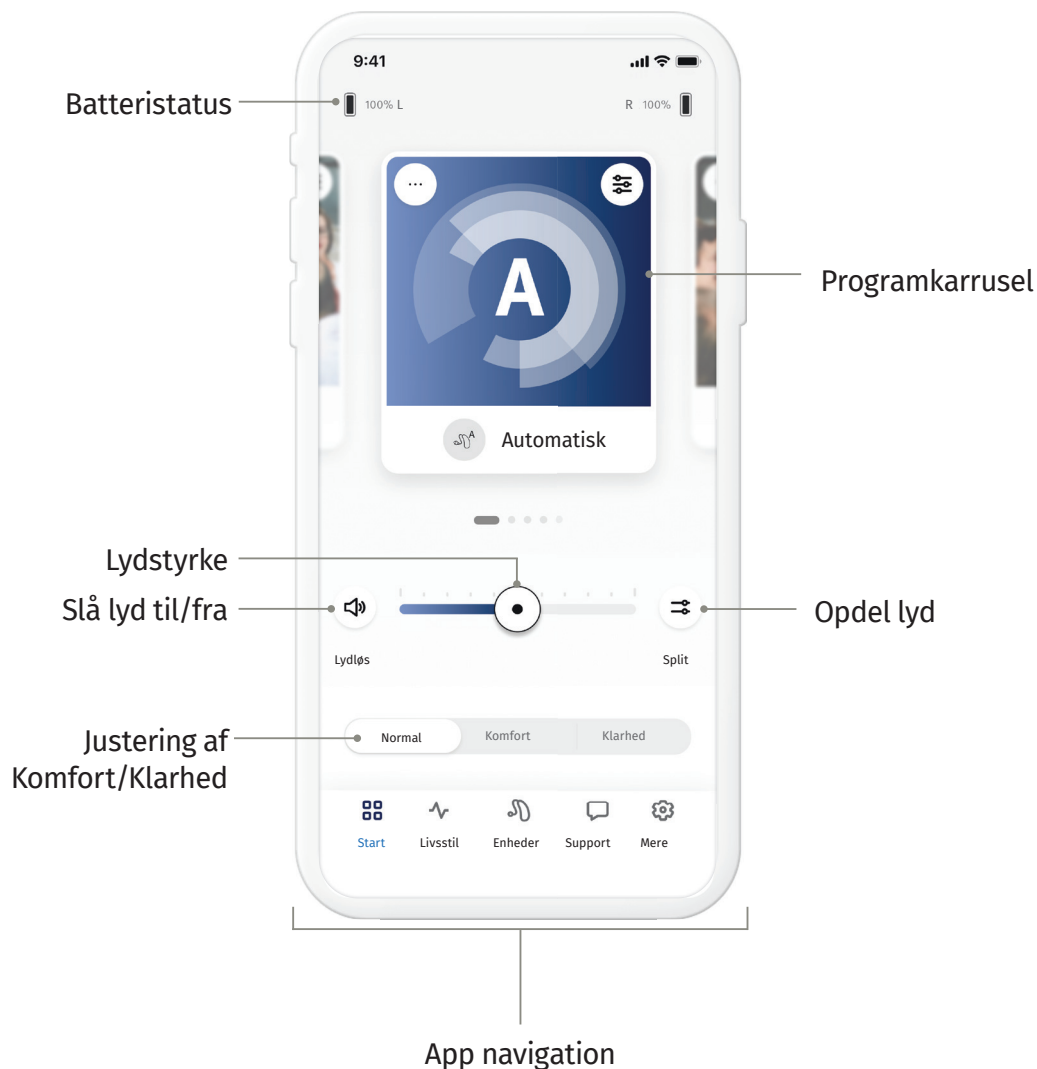 9:41
Batteristatus
100% L
R 100%
...
A
Programkarrusel
A
Automatisk
Lydstyrke
Slå lyd til/fra
Opdel lyd
Lydløs
Split
Justering af
Komfort/Klarhed
Normal
Komfort
Klarhed
Start
Livsstil
Enheder
Support
Mere
App navigation